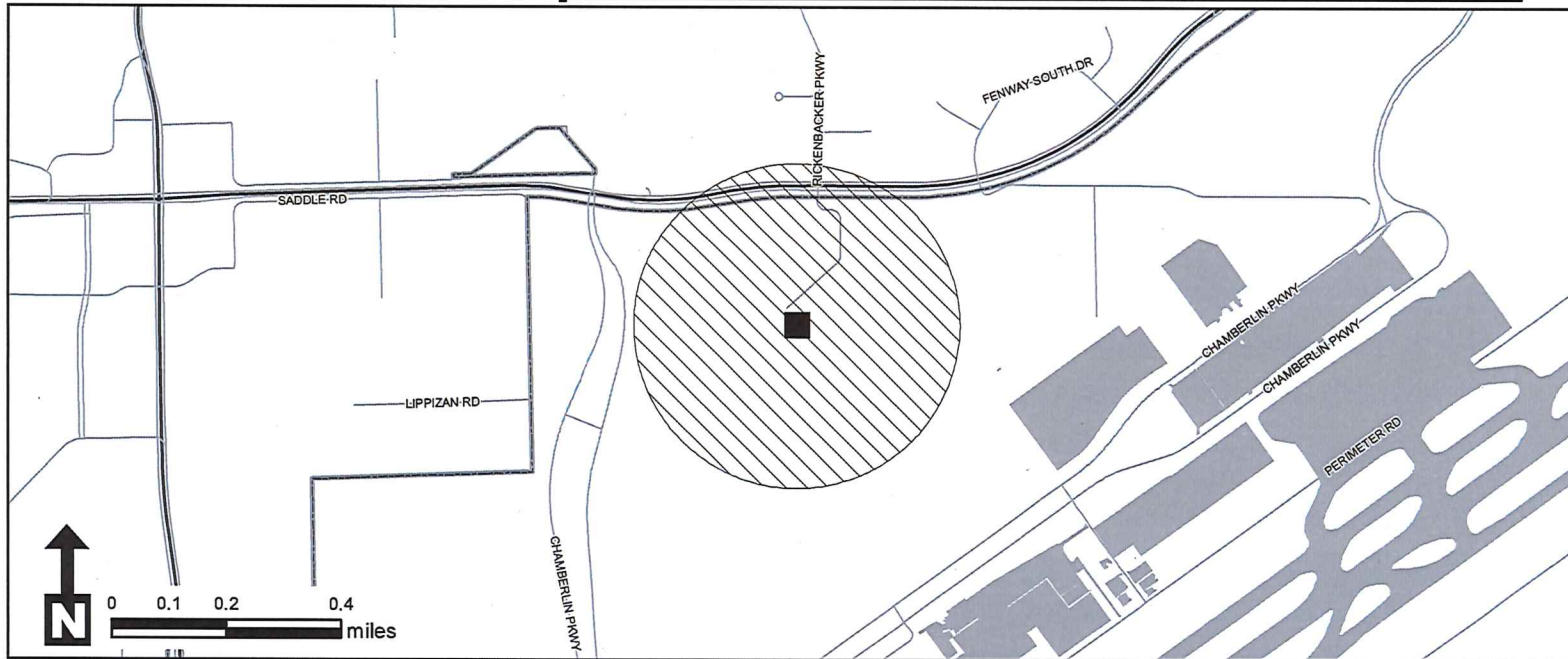 RICKENBACKER PKWY
FENWAY SOUTH DR
SADDLE RD
CHAMBERLIN PKWY
CHAMBERLIN PKWY
LIPPIZAN RD
PERIMETER RD
CHAMBERLIN PKWY
N
0 0.1 0.2 0.4
miles